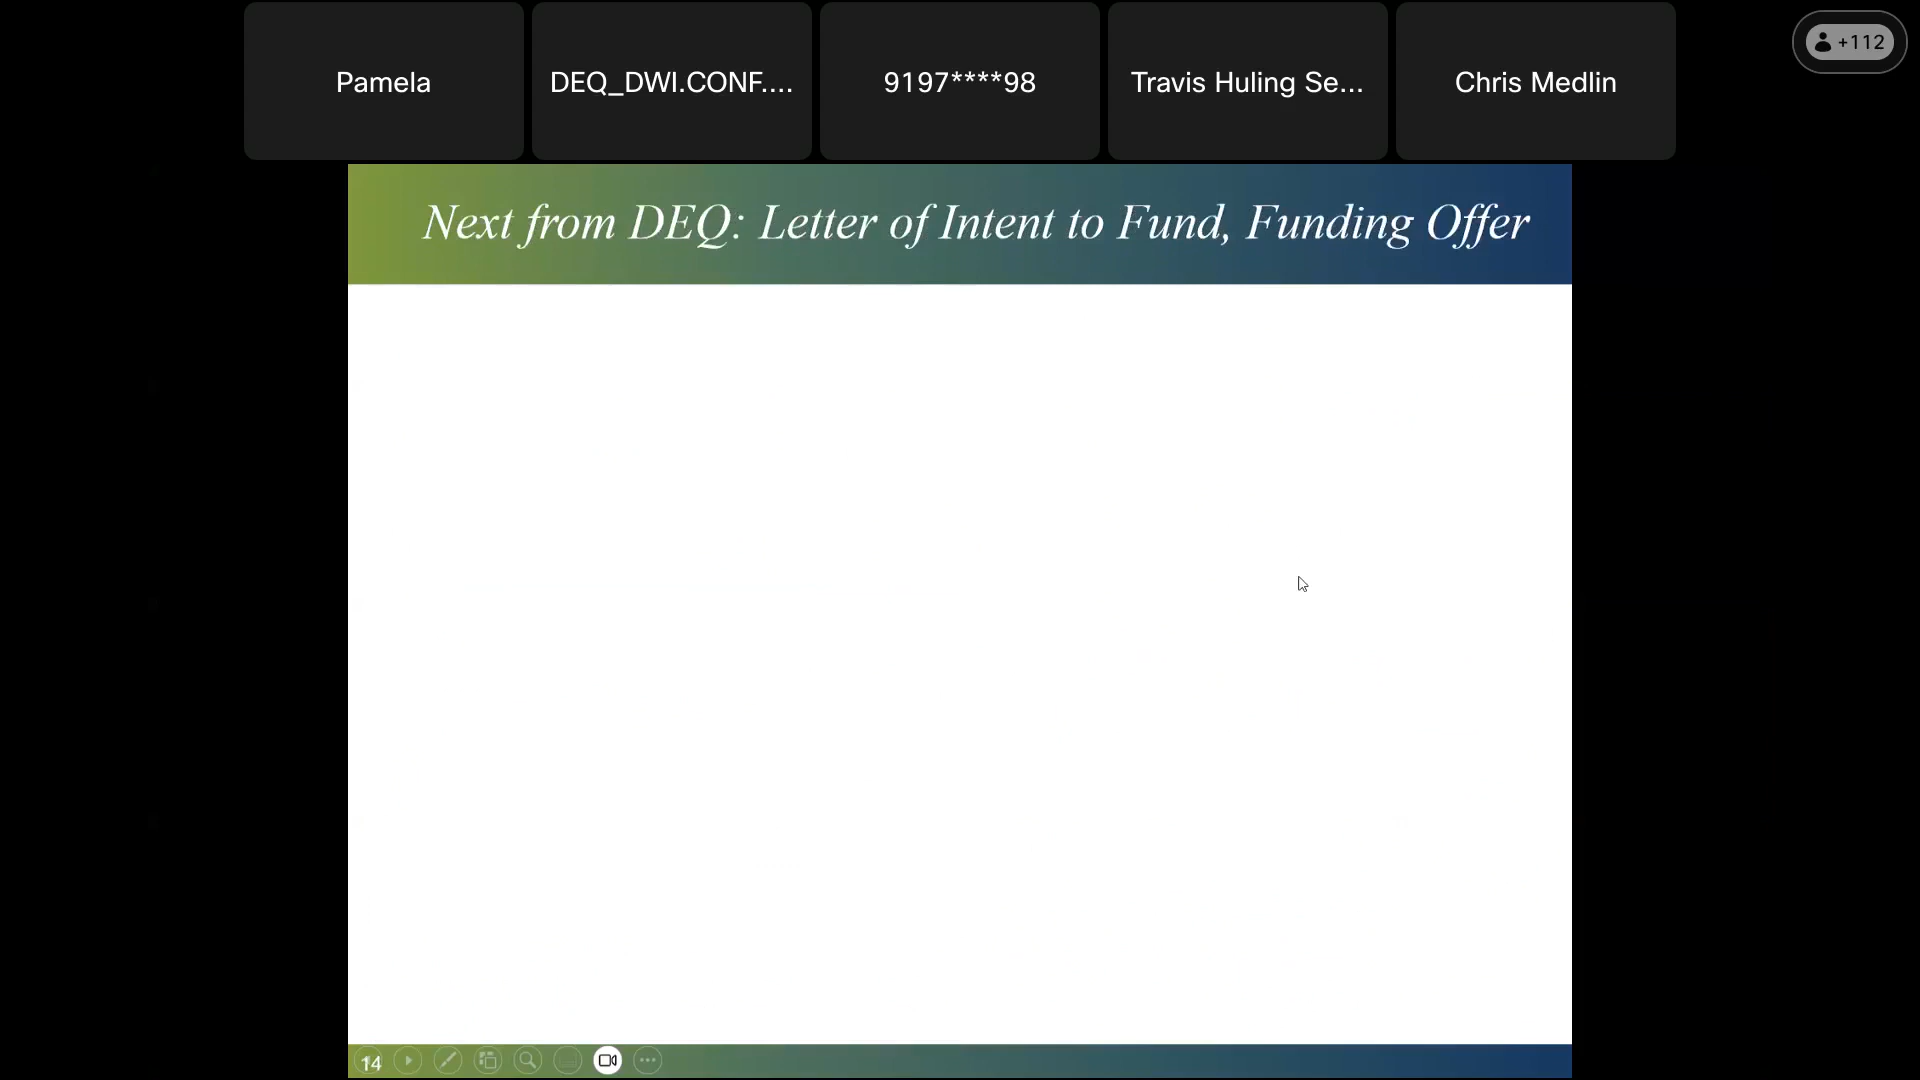 Pamela
DEQ_DWI.CONF....
9197****98
Travis Huling Se...
Chris Medlin
+112
Next from DEQ: Letter of Intent to Fund, Funding Offer
14